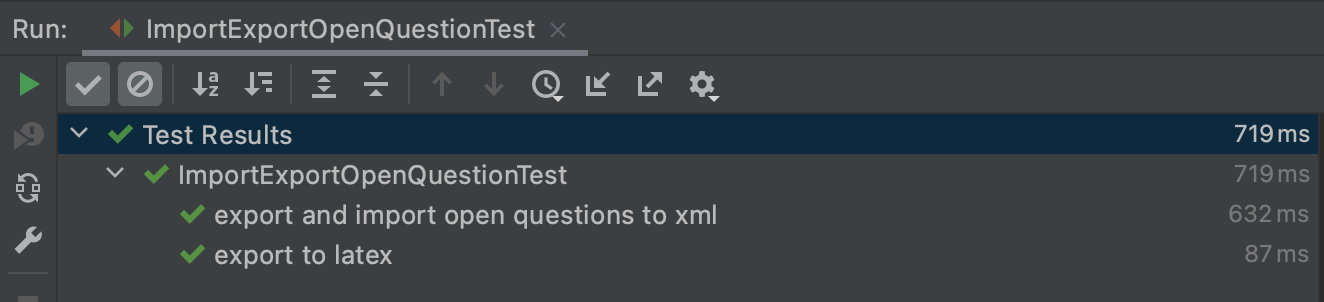 Run: ImportExportOpenQuestionTest
Test Results 719 ms
ImportExportOpenQuestionTest 719 ms
export and import open questions to xml 632 ms
export to latex 87 ms